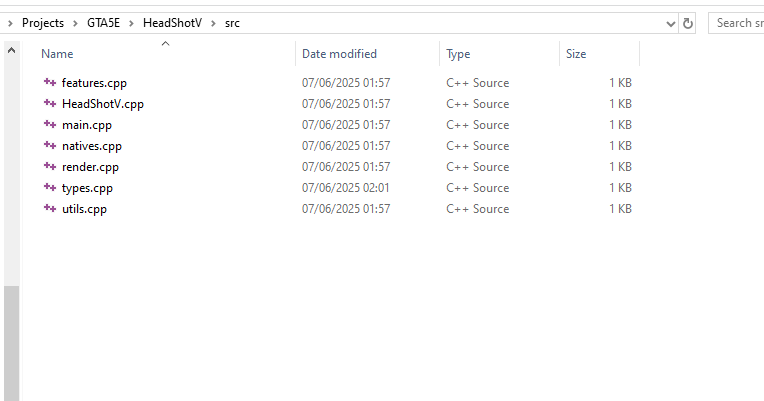 Projects > GTA5E > HeadShotV > src
Search sr
Name Date modified Type Size
features.cpp 07/06/2025 01:57 C++ Source 1 KB
HeadShotV.cpp 07/06/2025 01:57 C++ Source 1 KB
main.cpp 07/06/2025 01:57 C++ Source 1 KB
natives.cpp 07/06/2025 01:57 C++ Source 1 KB
render.cpp 07/06/2025 01:57 C++ Source 1 KB
types.cpp 07/06/2025 02:01 C++ Source 1 KB
utils.cpp 07/06/2025 01:57 C++ Source 1 KB